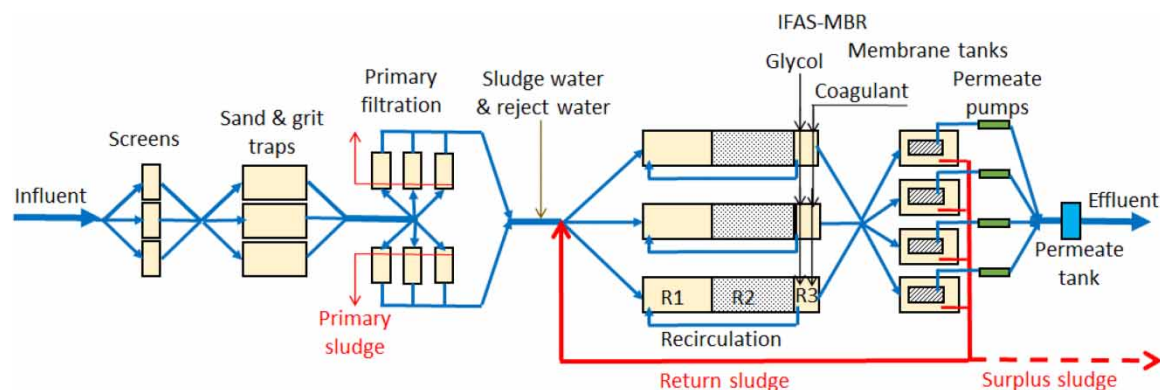 IFAS-MBR
Glycol
Membrane tanks
Coagulant
Permeate
pumps
Primary
filtration
Sludge water
& reject water
Sand & grit
traps
Screens
Influent
Effluent
Permeate
tank
R1
R2
R3
Recirculation
Primary
sludge
Return sludge
Surplus sludge